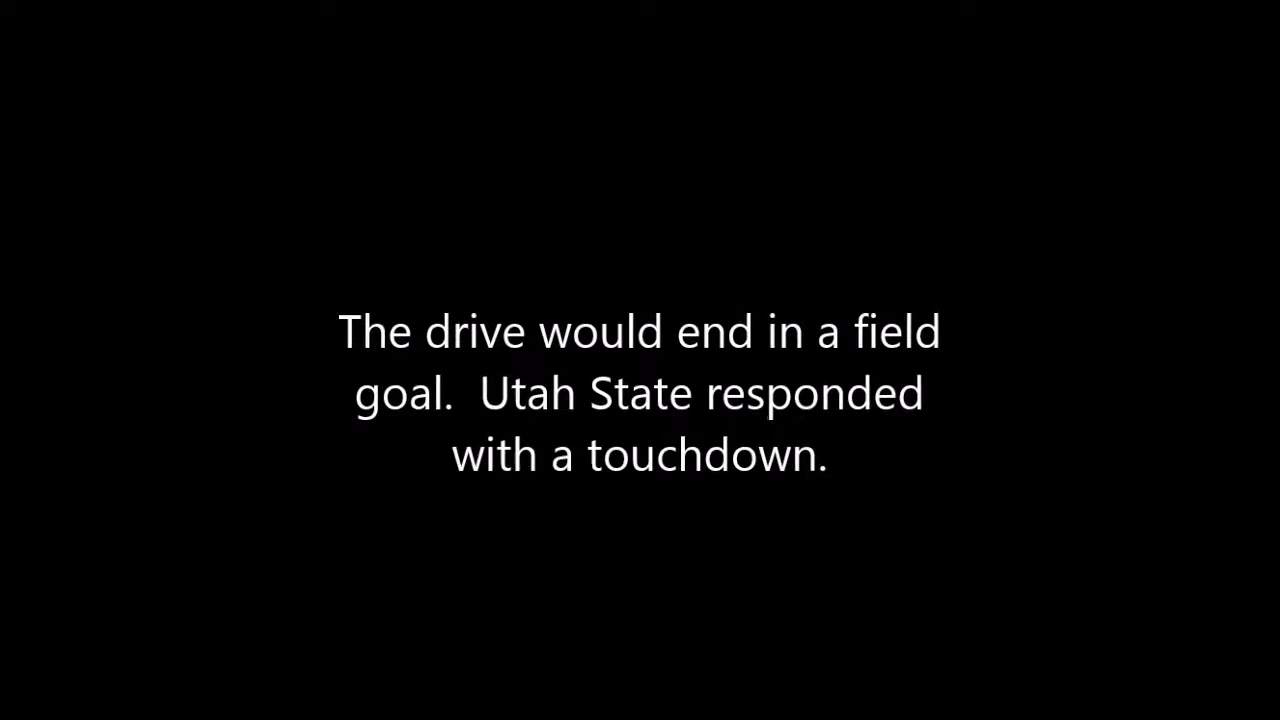 The drive would end in a field
goal.  Utah State responded
with a touchdown.